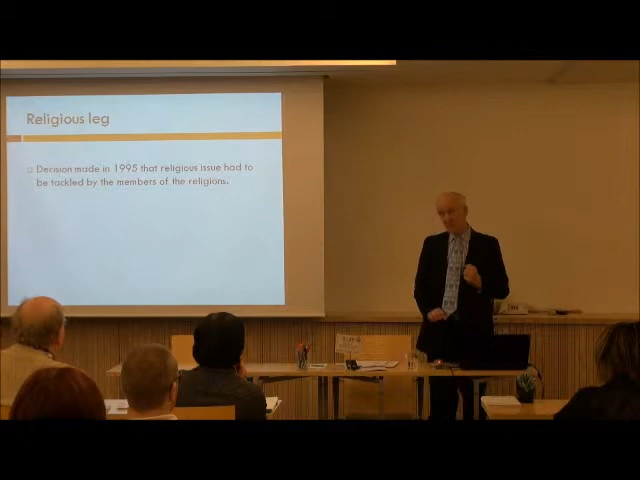 Religious leg
Decision made in 1995 that religious issue had to
be tackled by the members of the religions.